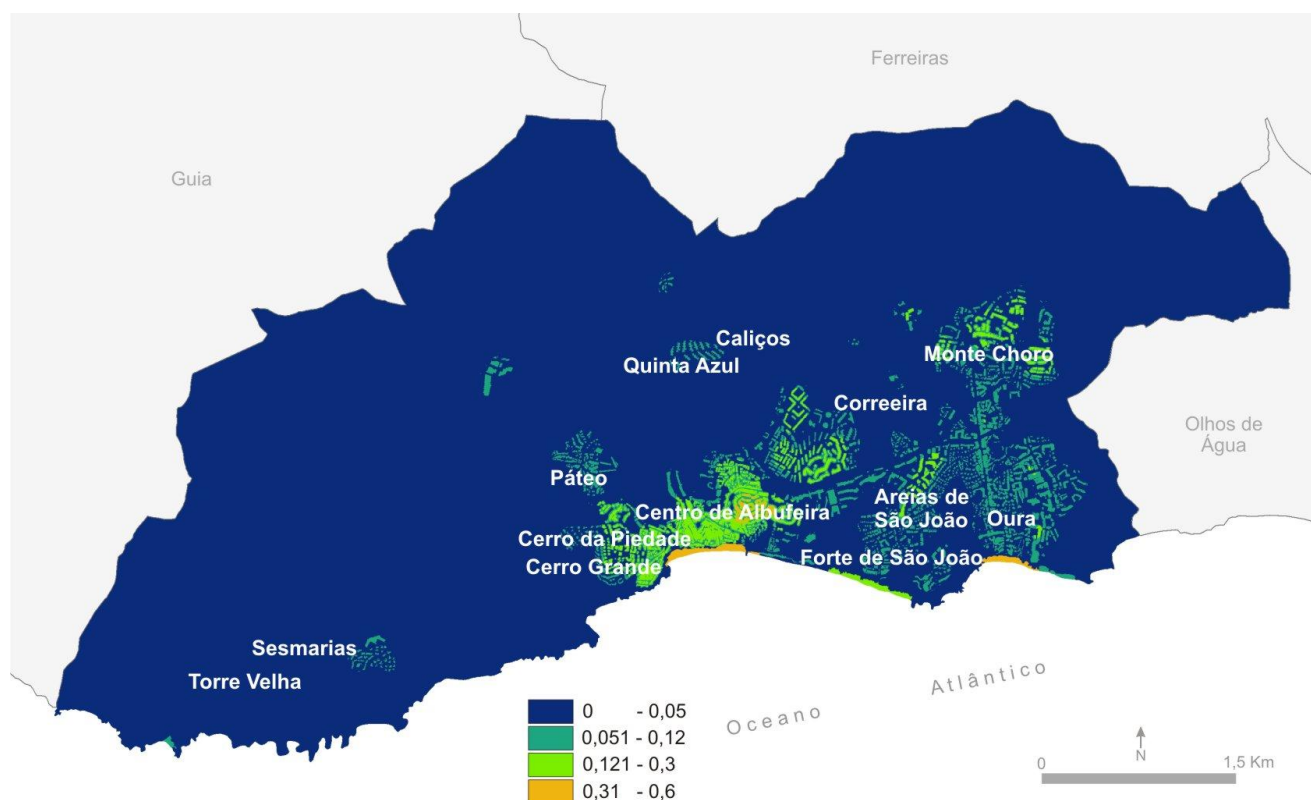 Ferreiras
Guia
Caliços
Quinta Azul
Monte Choro
Correeira
Olhos de
Água
Páteo
Centro de Albufeira
Areias de
São João
Oura
Cerro da Piedade
Cerro Grande
Forte de São João
Sesmarias
Torre Velha
Oceano Atlântico
0 - 0,05
0,051 - 0,12
0,121 - 0,3
0,31 - 0,6
N
0 1,5 Km